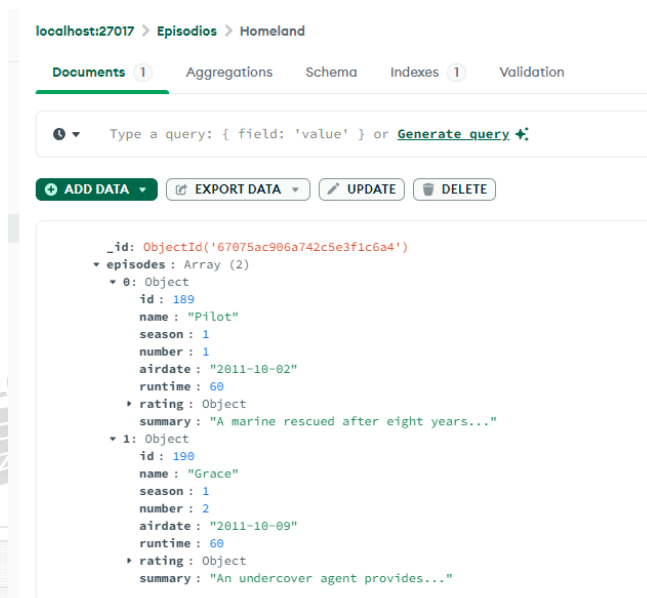 localhost:27017 > Episodios > Homeland
Documents 1 Aggregations Schema Indexes 1 Validation
Type a query: { field: 'value' } or Generate query
ADD DATA EXPORT DATA UPDATE DELETE
_id: ObjectId('67075ac906a742c5e3f1c6a4')
episodes : Array (2)
0: Object
id : 189
name : "Pilot"
season : 1
number : 1
airdate : "2011-10-02"
runtime : 60
rating : Object
summary : "A marine rescued after eight years..."
1: Object
id : 190
name : "Grace"
season : 1
number : 2
airdate : "2011-10-09"
runtime : 60
rating : Object
summary : "An undercover agent provides..."